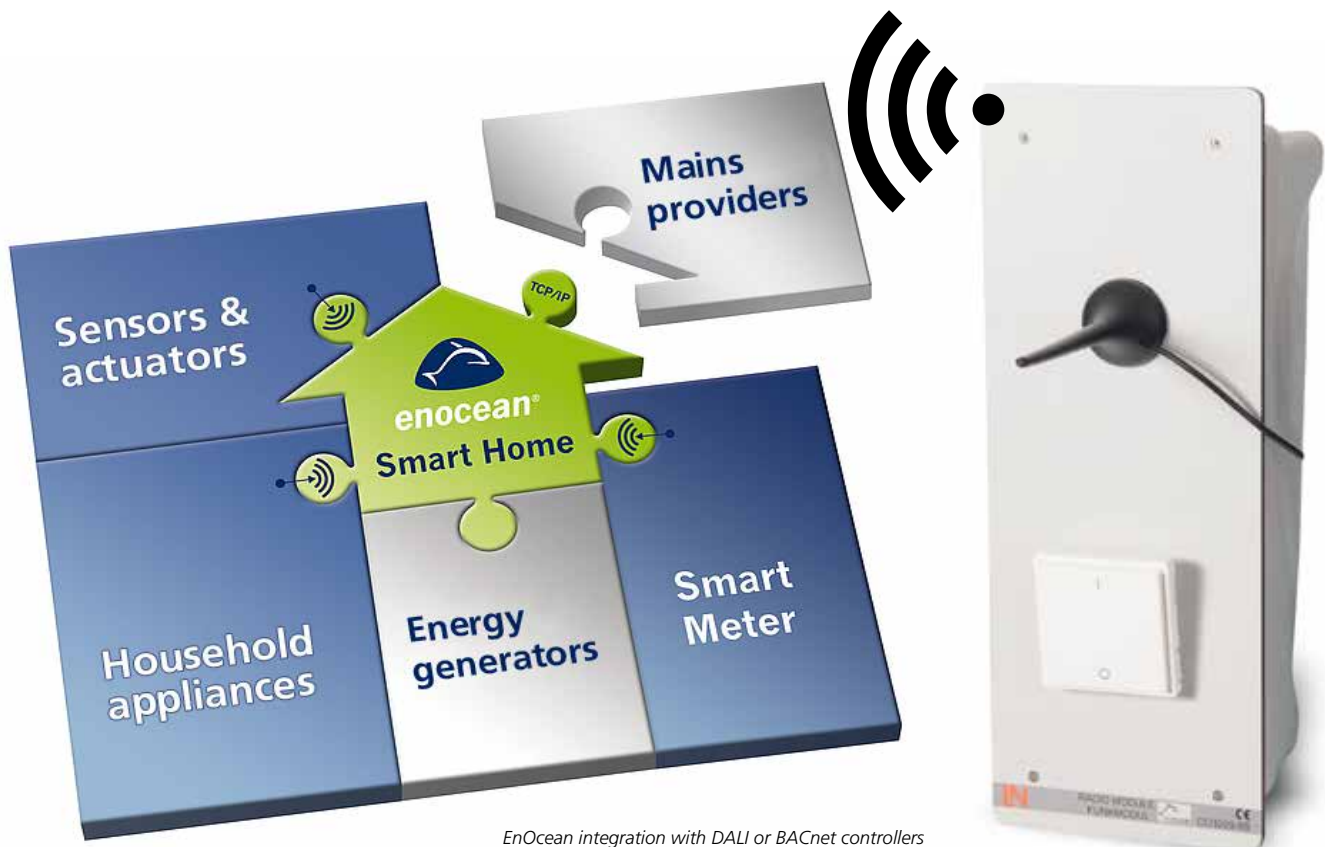 Mains
providers
Sensors &
actuators
TCP/IP
enocean®
Smart Home
Household
appliances
Energy
generators
Smart
Meter
I
O
LN
RADIO MODULE
FUNKMODUL
CE
EnOcean integration with DALI or BACnet controllers